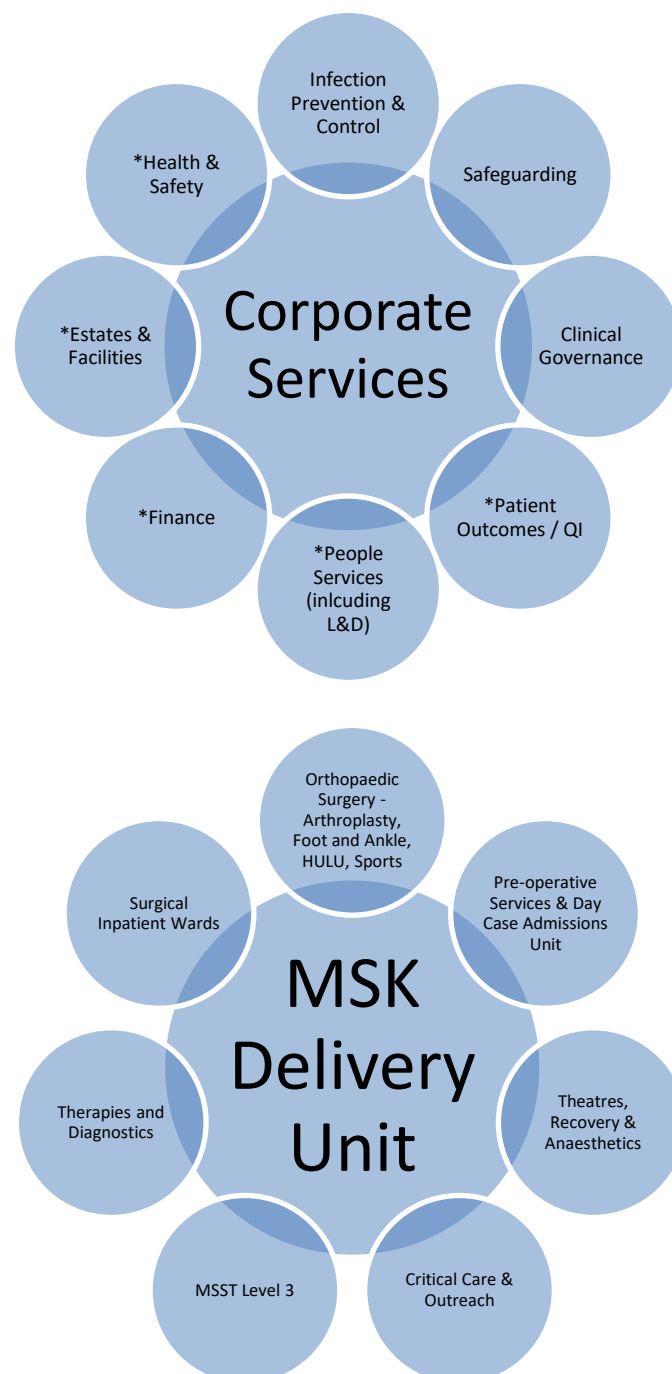 Infection
Prevention &
Control
*Health &
Safety
Safeguarding
Corporate
Services
*Estates &
Facilities
Clinical
Governance
*Finance
*Patient
Outcomes / QI
*People
Services
(inlcuding
L&D)
Orthopaedic
Surgery -
Arthroplasty,
Foot and Ankle,
HULU, Sports
Surgical
Inpatient Wards
Pre-operative
Services & Day
Case Admissions
Unit
MSK
Delivery
Unit
Therapies and
Diagnostics
Theatres,
Recovery &
Anaesthetics
MSST Level 3
Critical Care &
Outreach